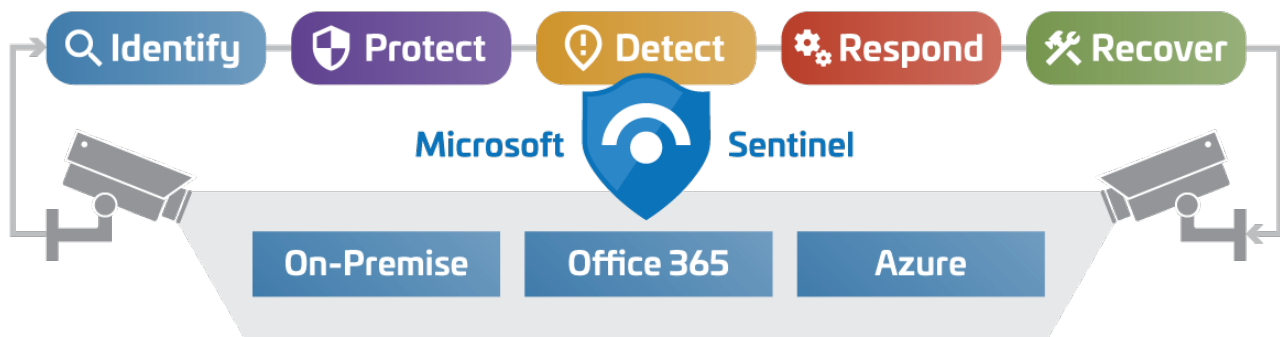 Identify Protect Detect Respond Recover
Microsoft Sentinel
On-Premise Office 365 Azure